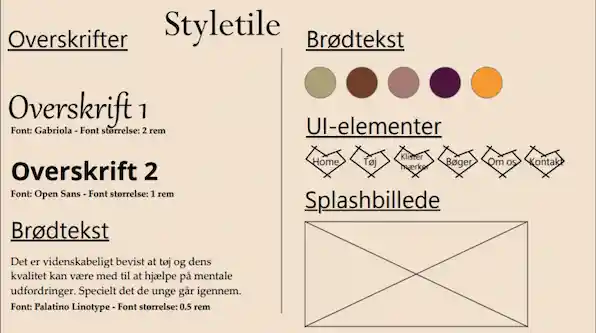 Styletile
Overskrifter
Overskrift 1
Font: Gabriola - Font størrelse: 2 rem
Overskrift 2
Font: Open Sans - Font størrelse: 1 rem
Brødtekst
Det er videnskabeligt bevist at tøj og dens
kvalitet kan være med til at hjælpe på mentale
udfordringer. Specielt det de unge går igennem.
Font: Palatino Linotype - Font størrelse: 0.5 rem
Brødtekst
UI-elementer
Home
Tøj
Klister
mærker
Bøger
Om os
Kontakt
Splashbillede